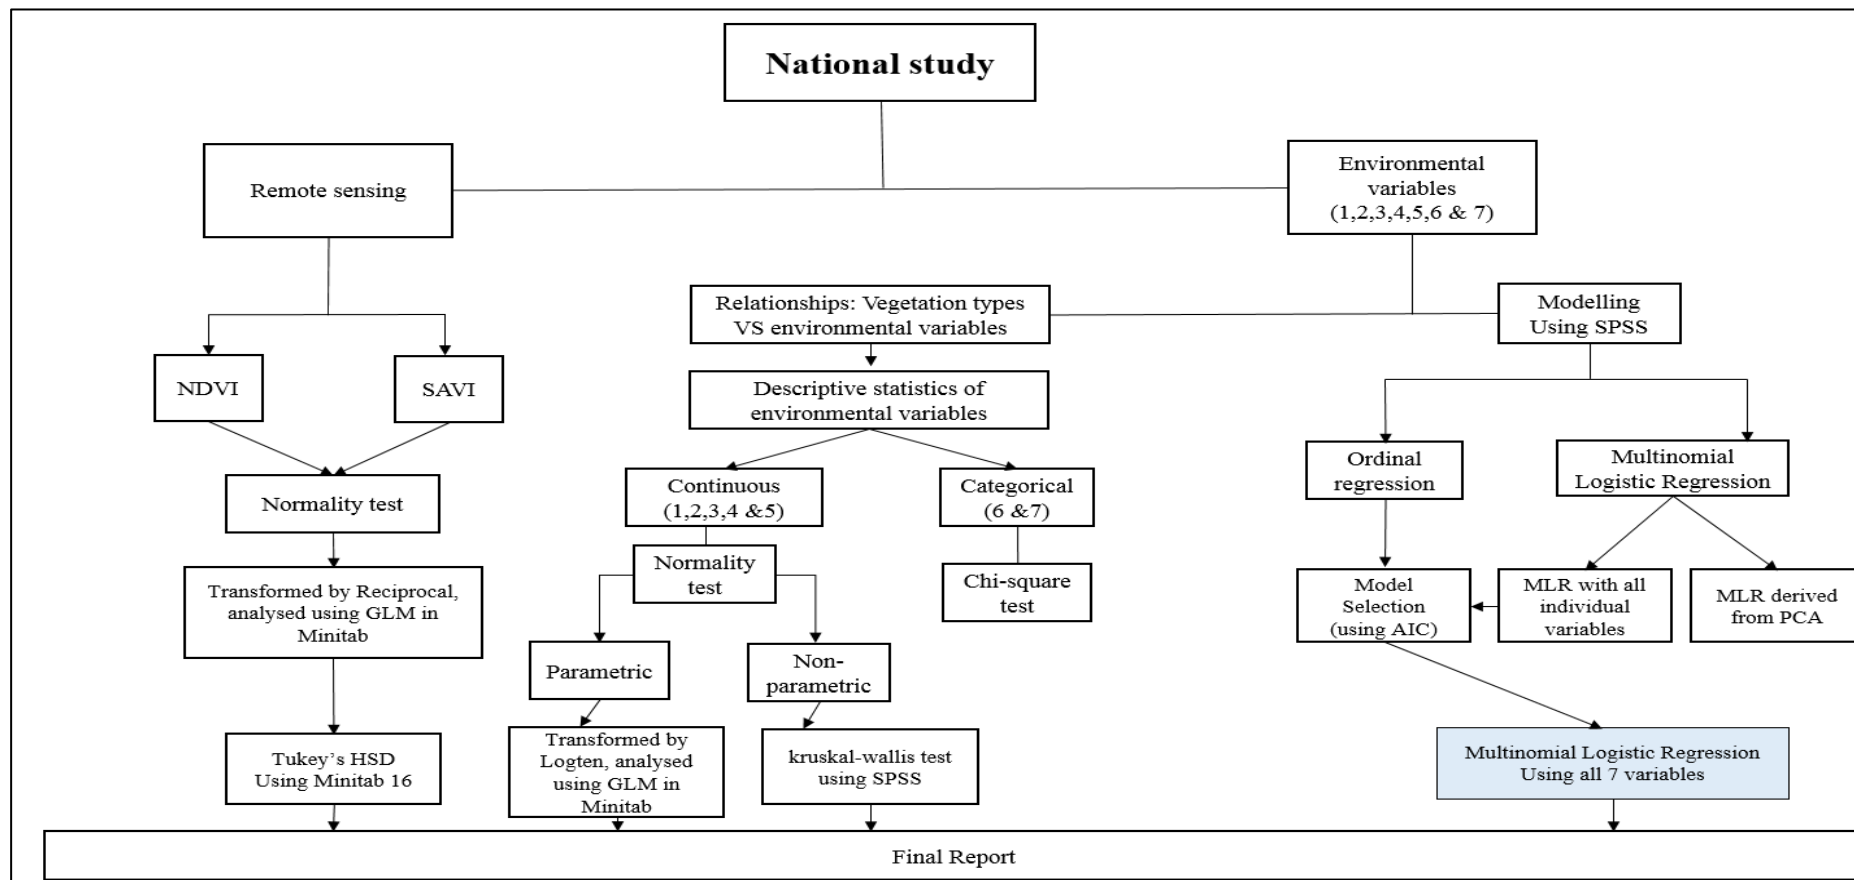 National study
Remote sensing
Environmental
variables
(1,2,3,4,5,6 & 7)
Relationships: Vegetation types
VS environmental variables
Modelling
Using SPSS
NDVI
SAVI
Descriptive statistics of
environmental variables
Normality test
Continuous
(1,2,3,4 &5)
Categorical
(6 &7)
Ordinal
regression
Multinomial
Logistic Regression
Transformed by Reciprocal,
analysed using GLM in
Minitab
Normality
test
Chi-square
test
Model
Selection
(using AIC)
MLR with all
individual
variables
MLR derived
from PCA
Parametric
Non-
parametric
Tukey’s HSD
Using Minitab 16
Transformed by
Logten, analysed
using GLM in
Minitab
kruskal-wallis test
using SPSS
Multinomial Logistic Regression
Using all 7 variables
Final Report